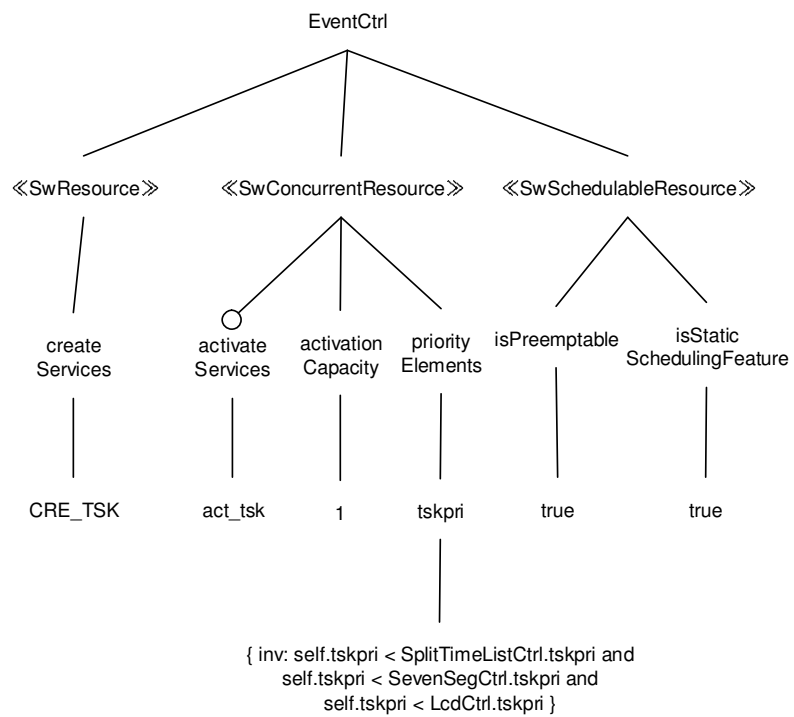 EventCtrl
≪SwResource≫ ≪SwConcurrentResource≫ ≪SwSchedulableResource≫
create
Services
activate
Services
activation
Capacity
priority
Elements
isPreemptable
isStatic
SchedulingFeature
CRE_TSK act_tsk 1 tskpri true true
{ inv: self.tskpri < SplitTimeListCtrl.tskpri and
self.tskpri < SevenSegCtrl.tskpri and
self.tskpri < LcdCtrl.tskpri }